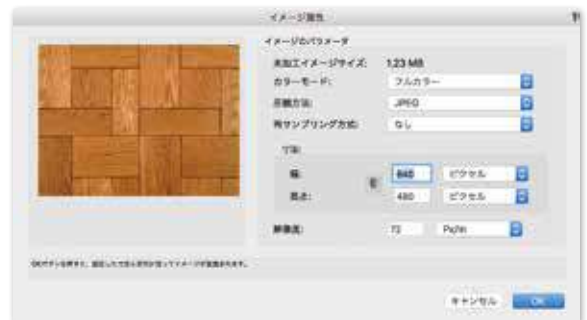 イメージ属性
イメージのパラメータ
未加工イメージサイズ: 1.23 MB
カラーモード: フルカラー
圧縮方法: JPEG
再サンプリング方式: なし
寸法:
幅: 640 ピクセル
高さ: 480 ピクセル
解像度: 72 Px/In
キャンセル OK